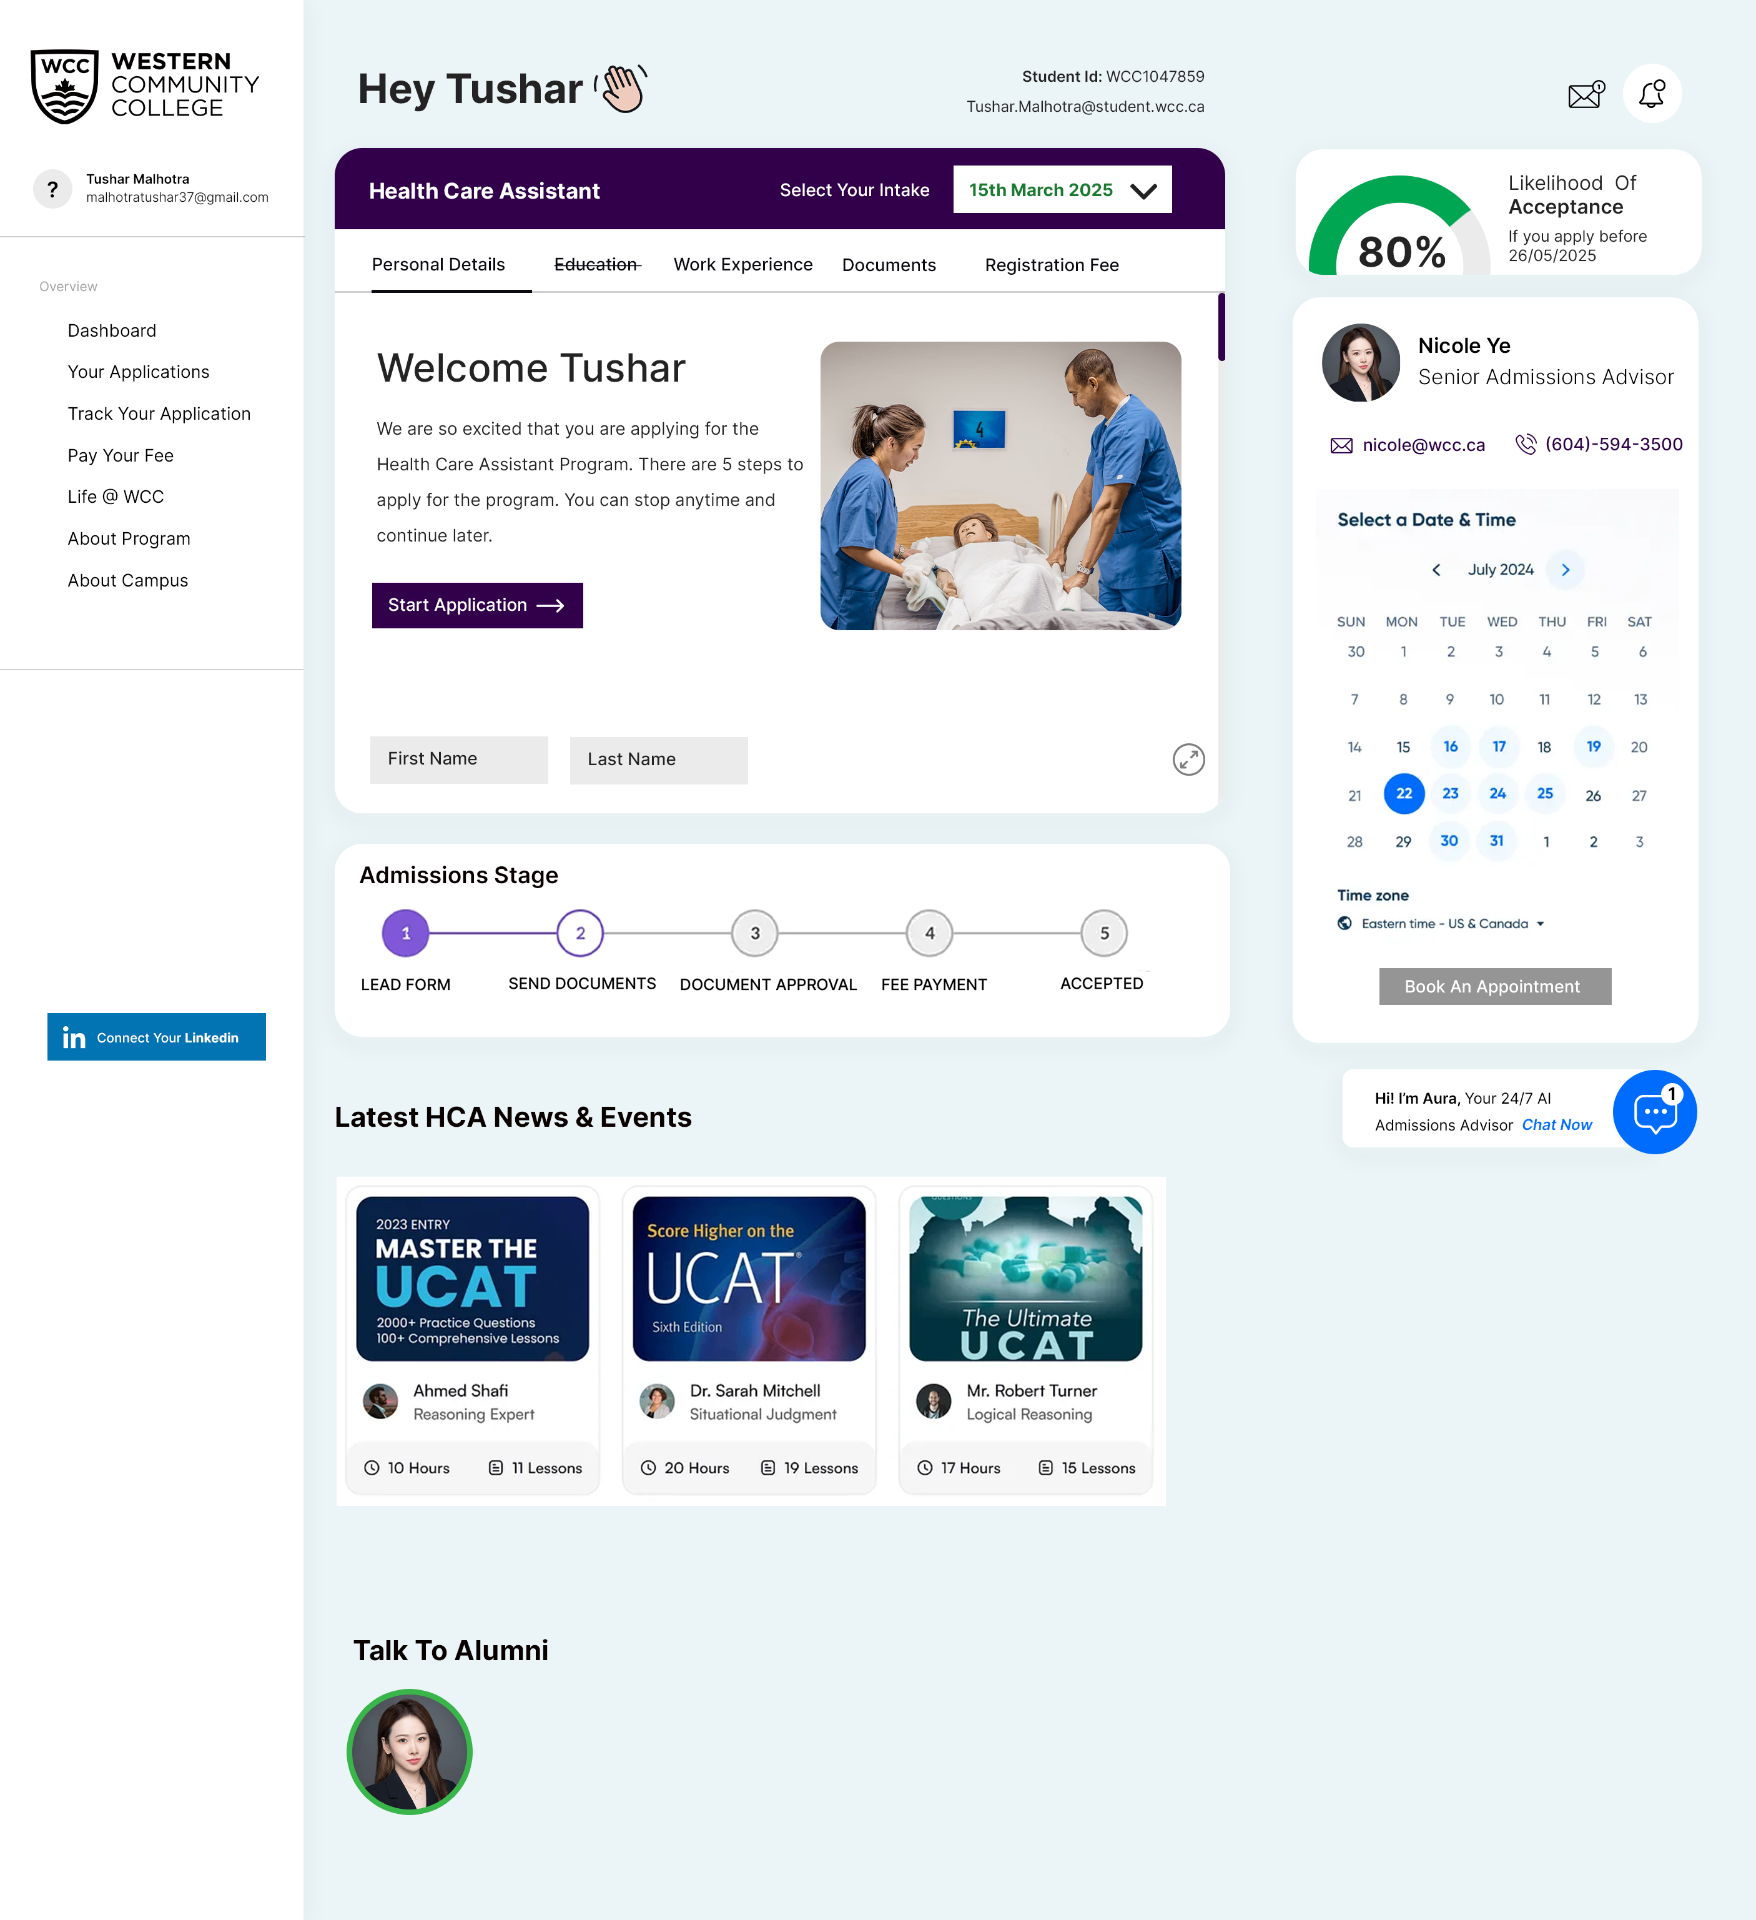 WCC
WESTERN
COMMUNITY
COLLEGE
?
Tushar Malhotra
malhotratushar37@gmail.com
Overview
Dashboard
Your Applications
Track Your Application
Pay Your Fee
Life @ WCC
About Program
About Campus
in Connect Your Linkedin
Hey Tushar
Student Id: WCC1047859
Tushar.Malhotra@student.wcc.ca
1
Health Care Assistant
Select Your Intake
15th March 2025
Personal Details
Education
Work Experience
Documents
Registration Fee
Welcome Tushar
We are so excited that you are applying for the
Health Care Assistant Program. There are 5 steps to
apply for the program. You can stop anytime and
continue later.
Start Application
4
First Name
Last Name
Admissions Stage
1 2 3 4 5
LEAD FORM
SEND DOCUMENTS
DOCUMENT APPROVAL
FEE PAYMENT
ACCEPTED
Latest HCA News & Events
2023 ENTRY
MASTER THE
UCAT
2000+ Practice Questions
100+ Comprehensive Lessons
Ahmed Shafi
Reasoning Expert
10 Hours
11 Lessons
Score Higher on the
UCAT®
Sixth Edition
Dr. Sarah Mitchell
Situational Judgment
20 Hours
19 Lessons
QUESTIONS
The Ultimate
UCAT
Mr. Robert Turner
Logical Reasoning
17 Hours
15 Lessons
Talk To Alumni
80%
Likelihood Of
Acceptance
If you apply before
26/05/2025
Nicole Ye
Senior Admissions Advisor
nicole@wcc.ca
(604)-594-3500
Select a Date & Time
July 2024
SUN MON TUE WED THU FRI SAT
30 1 2 3 4 5 6
7 8 9 10 11 12 13
14 15 16 17 18 19 20
21 22 23 24 25 26 27
28 29 30 31 1 2 3
Time zone
Eastern time - US & Canada
Book An Appointment
Hi! I'm Aura, Your 24/7 AI
Admissions Advisor Chat Now
1